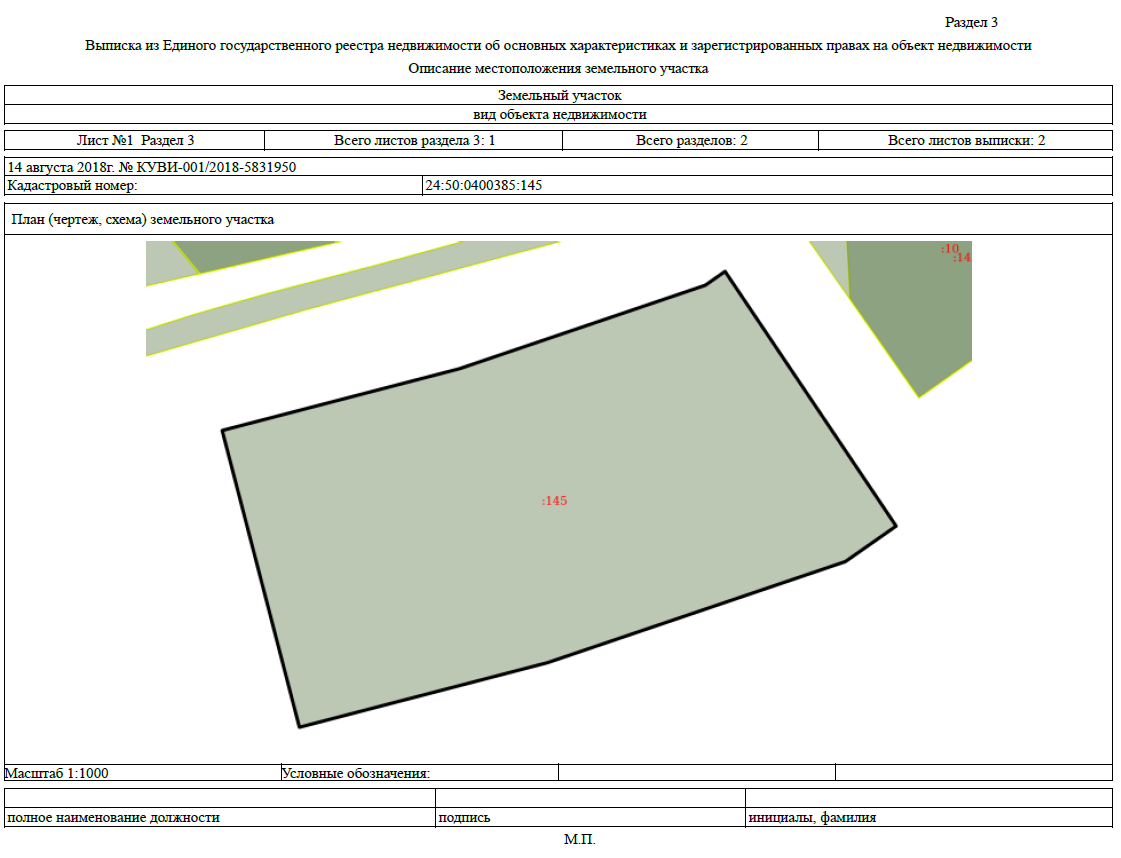 Раздел 3
Выписка из Единого государственного реестра недвижимости об основных характеристиках и зарегистрированных правах на объект недвижимости
Описание местоположения земельного участка
Земельный участок
вид объекта недвижимости
Лист №1 Раздел 3 Всего листов раздела 3: 1 Всего разделов: 2 Всего листов выписки: 2
14 августа 2018г. № КУВИ-001/2018-5831950
Кадастровый номер: 24:50:0400385:145
План (чертеж, схема) земельного участка
:10
:14
:145
Масштаб 1:1000 Условные обозначения:
полное наименование должности подпись инициалы, фамилия
М.П.